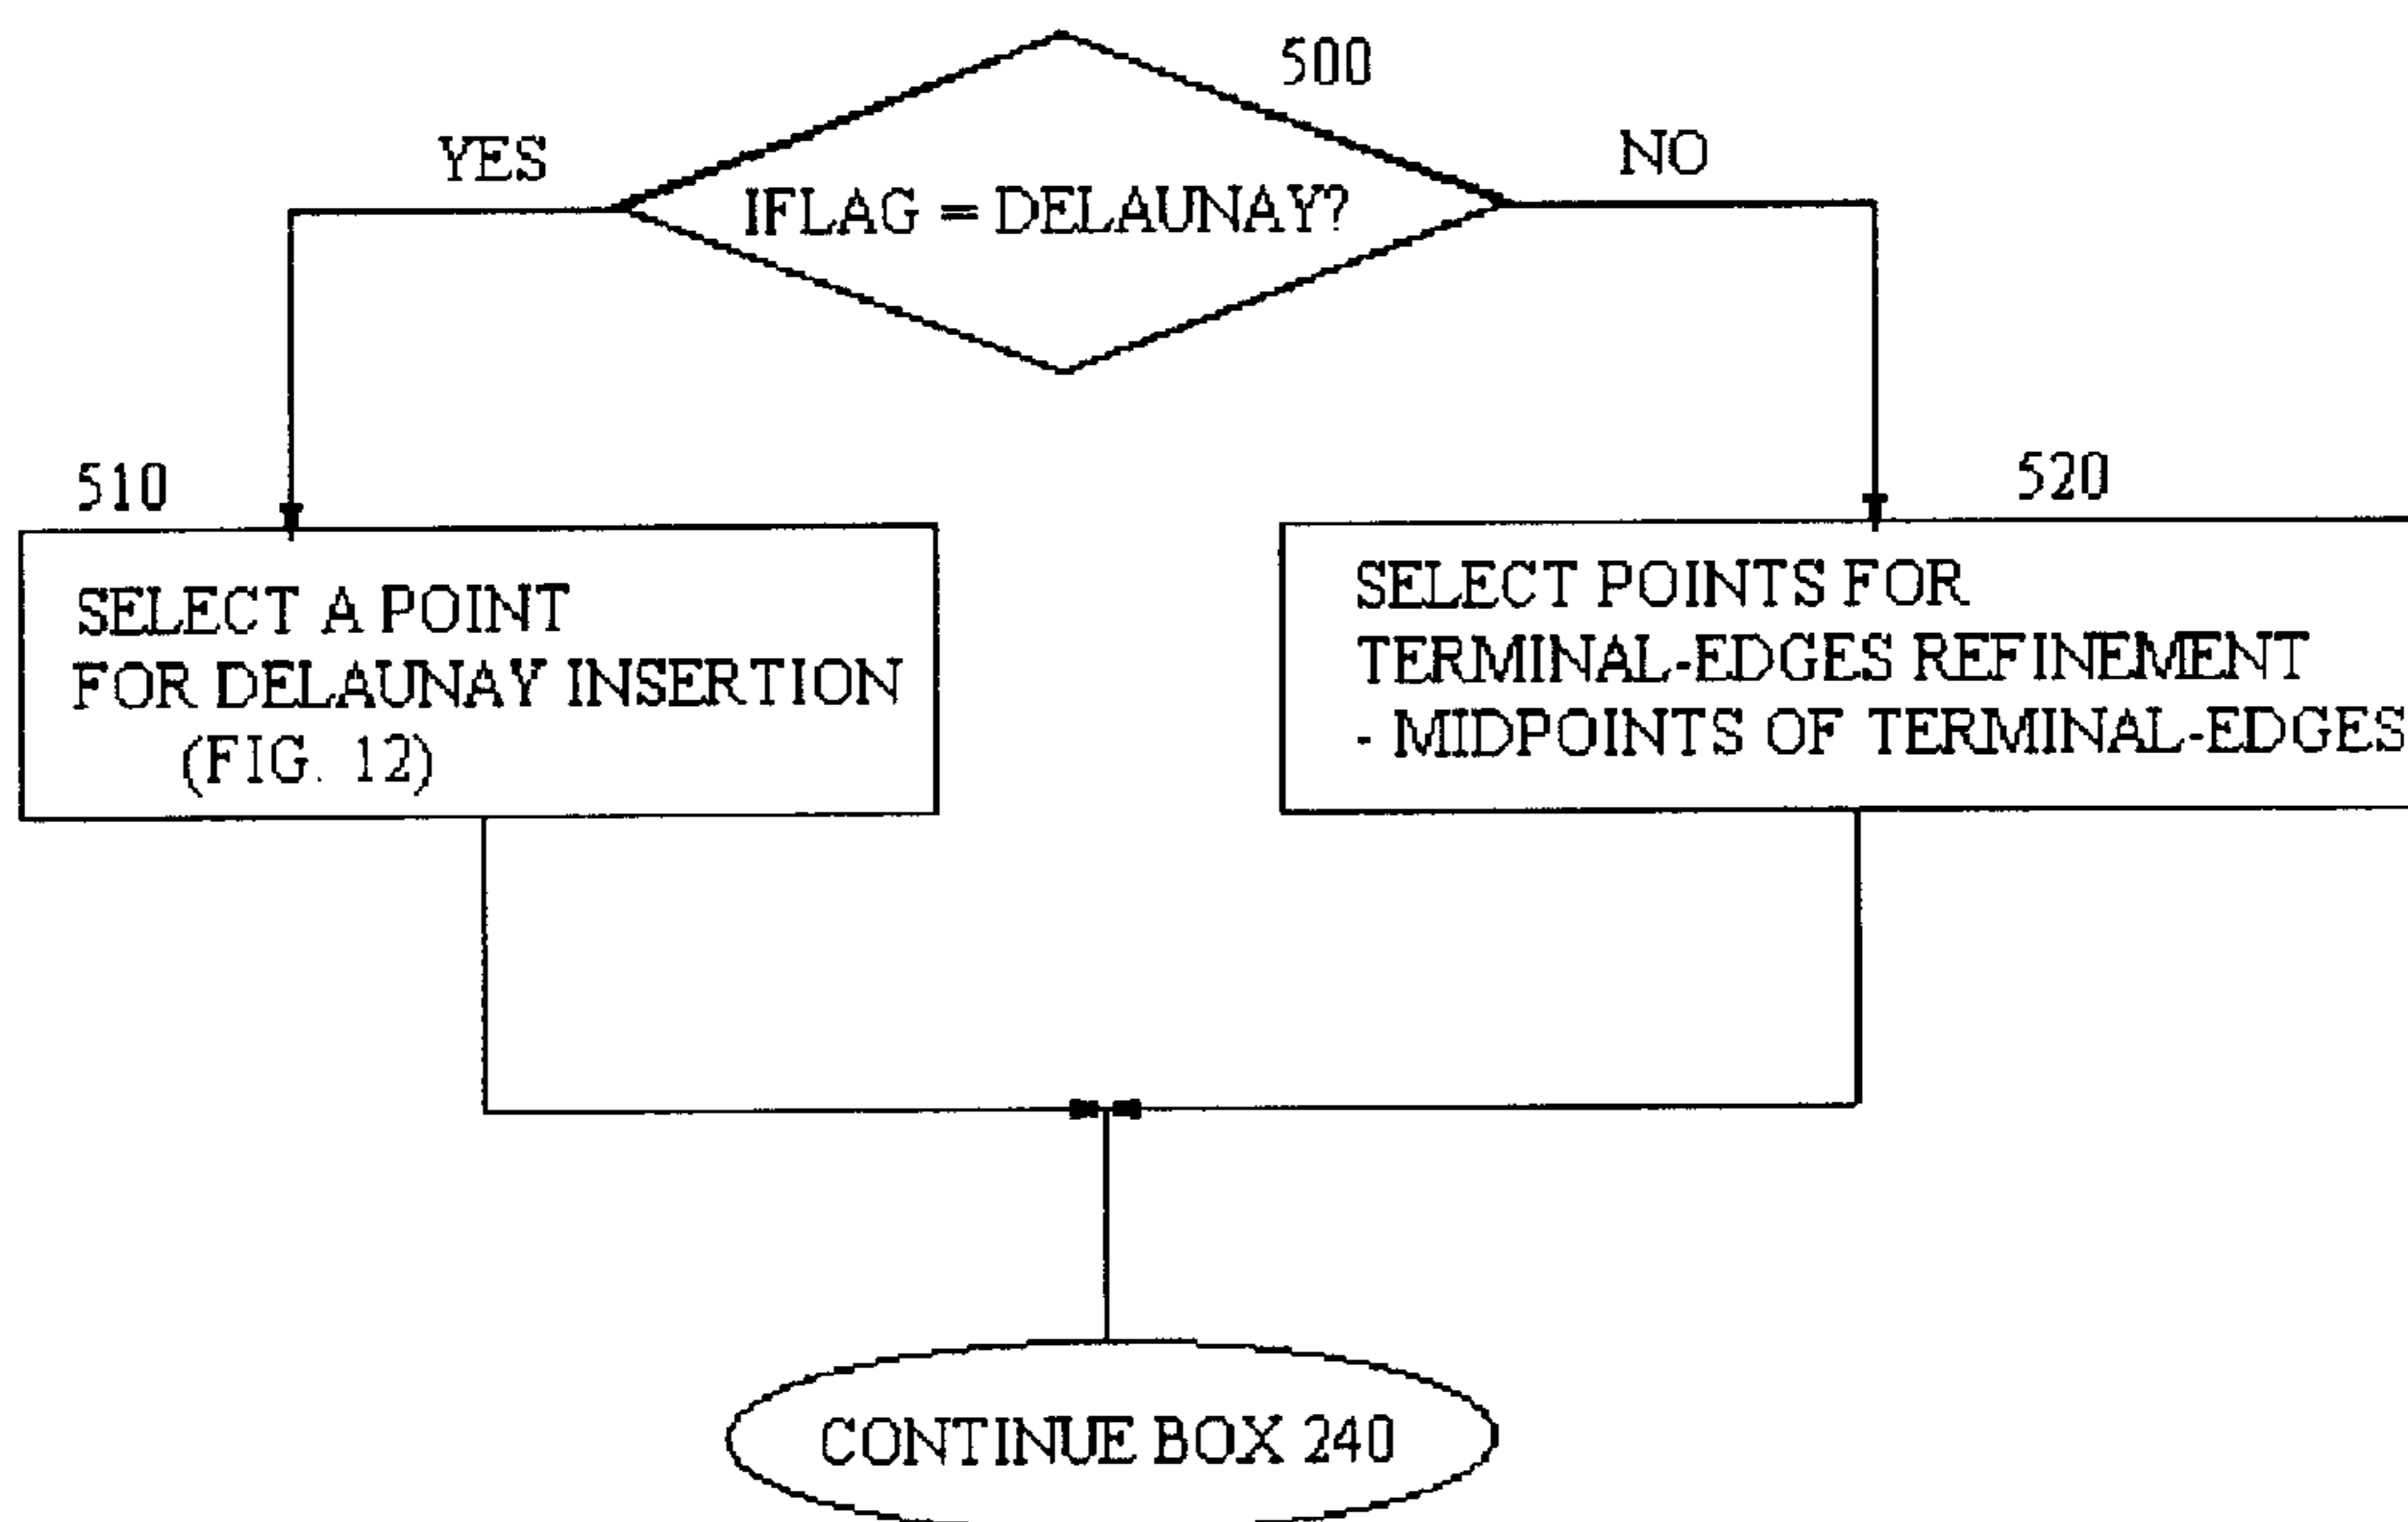 500
YES
NO
IFLAG = DELAUNAY?
510
520
SELECT A POINT
FOR DELAUNAY INSERTION
(FIG. 12)
SELECT POINTS FOR
TERMINAL-EDGES REFINEMENT
- MIDPOINTS OF TERMINAL-EDGES
CONTINUE BOX 240